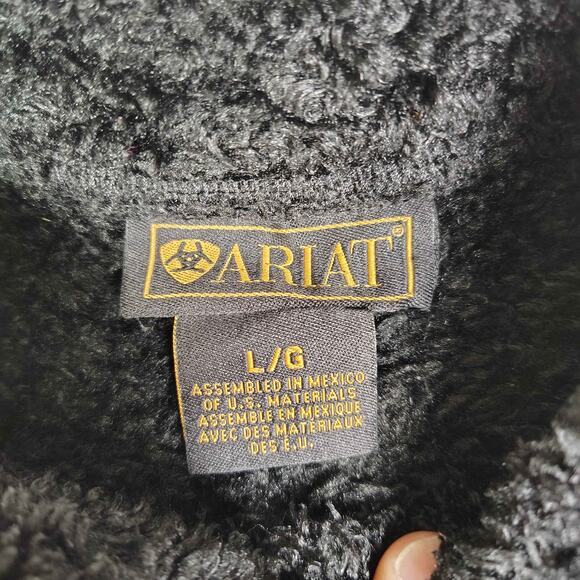 ARIAT®
L/G
ASSEMBLED IN MEXICO
OF U.S. MATERIALS
ASSEMBLE EN MEXIQUE
AVEC DES MATERIAUX
DES E.U.